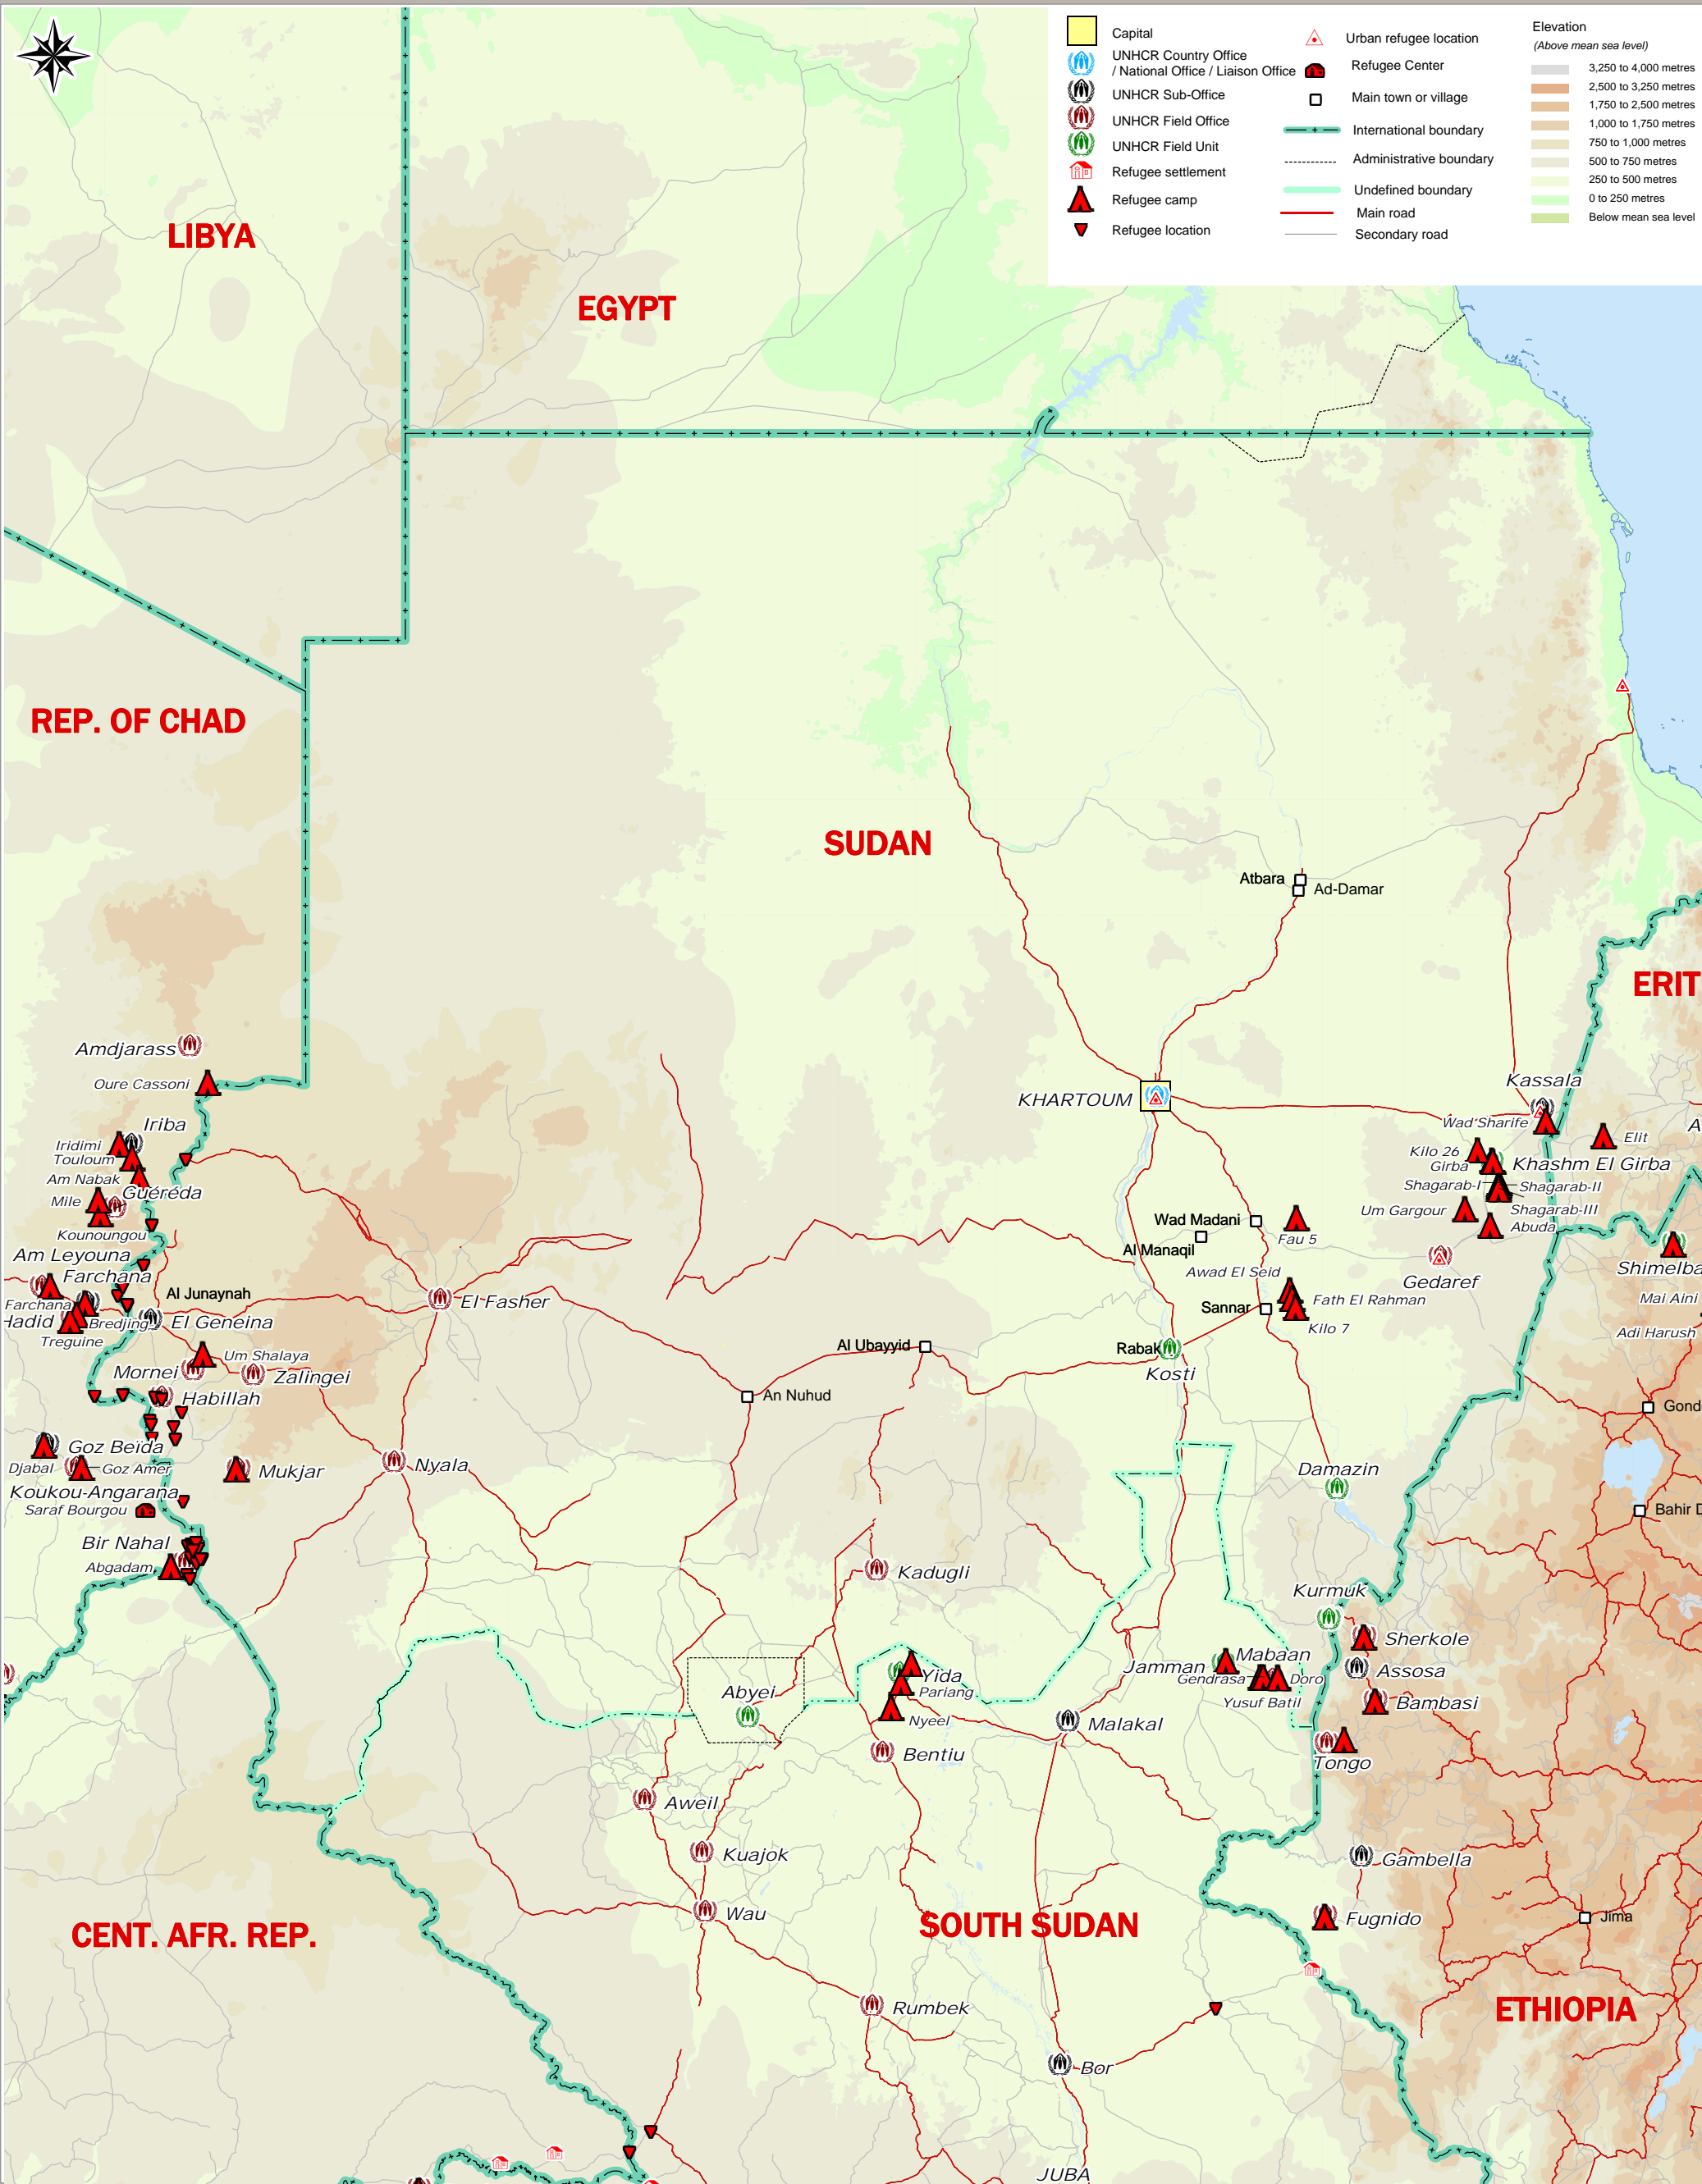 Capital
UNHCR Country Office
/ National Office / Liaison Office
UNHCR Sub-Office
UNHCR Field Office
UNHCR Field Unit
Refugee settlement
Refugee camp
Refugee location
Urban refugee location
Refugee Center
Main town or village
International boundary
Administrative boundary
Undefined boundary
Main road
Secondary road
Elevation
(Above mean sea level)
3,250 to 4,000 metres
2,500 to 3,250 metres
1,750 to 2,500 metres
1,000 to 1,750 metres
750 to 1,000 metres
500 to 750 metres
250 to 500 metres
0 to 250 metres
Below mean sea level
LIBYA
EGYPT
REP. OF CHAD
SUDAN
Atbara
Ad-Damar
ERIT
Amdjarass
Oure Cassoni
KHARTOUM
Kassala
Wad Sharife
Iriba
Iridimi
Touloum
Am Nabak
Guéréda
Mile
Kounoungou
Elit
A
Kilo 26
Girba
Khashm El Girba
Shagarab-I
Shagarab-II
Shagarab-III
Um Gargour
Abuda
Wad Madani
Al Manaqil
Fau 5
Am Leyouna
Farchana
Farchana
Hadid
Bredjing
Treguine
Al Junaynah
El Geneina
El Fasher
Awad El Seid
Sannar
Fath El Rahman
Kilo 7
Gedaref
Shimelba
Mai Aini
Adi Harush
Um Shalaya
Mornei
Zalingei
Habillah
Al Ubayyid
An Nuhud
Rabak
Kosti
Gond
Goz Beïda
Djabal
Goz Amer
Koukou-Angarana
Saraf Bourgou
Mukjar
Nyala
Damazin
Bahir D
Bir Nahal
Abgadam
Kadugli
Kurmuk
Sherkole
Assosa
Bambasi
Jamman
Mabaan
Gendrasa
Doro
Yusuf Batil
Yida
Pariang
Nyeel
Abyei
Malakal
Bentiu
Tongo
Aweil
Kuajok
Gambella
Wau
SOUTH SUDAN
Fugnido
Jima
CENT. AFR. REP.
Rumbek
ETHIOPIA
Bor
JUBA